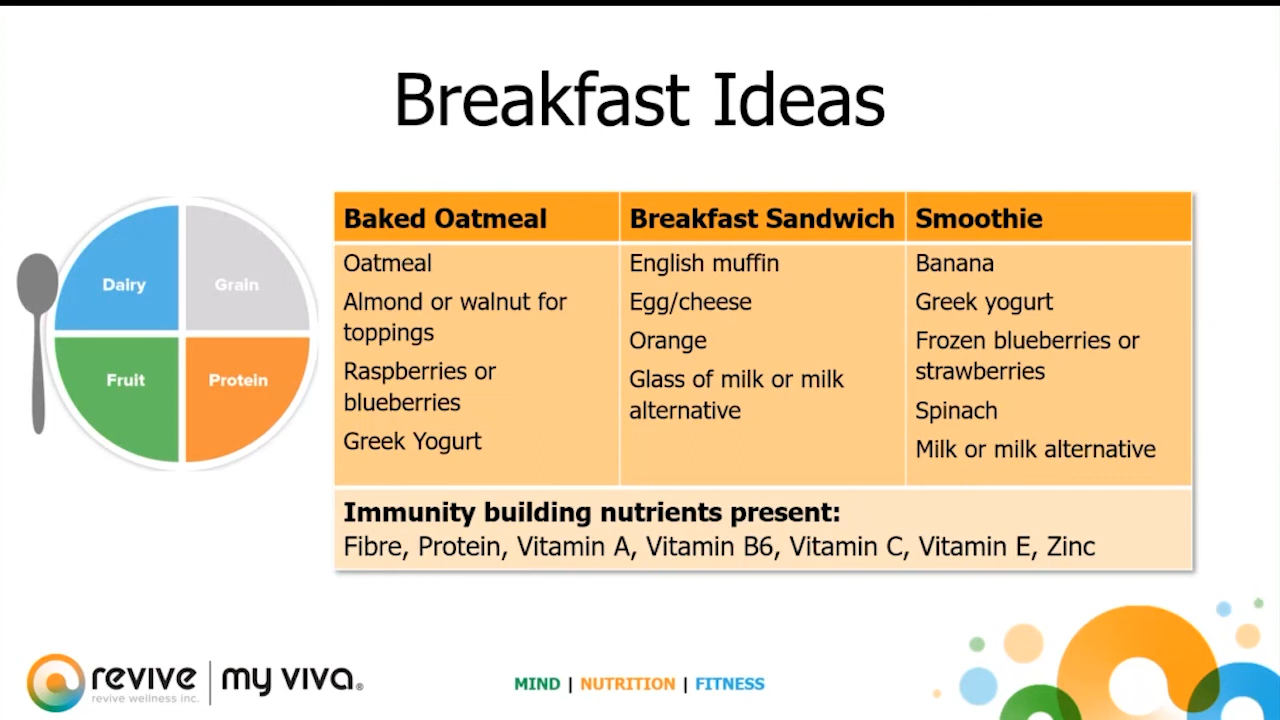 Breakfast Ideas
Dairy
Grain
Fruit
Protein
Baked Oatmeal
Breakfast Sandwich
Smoothie
Oatmeal
Almond or walnut for
toppings
Raspberries or
blueberries
Greek Yogurt
English muffin
Egg/cheese
Orange
Glass of milk or milk
alternative
Banana
Greek yogurt
Frozen blueberries or
strawberries
Spinach
Milk or milk alternative
Immunity building nutrients present:
Fibre, Protein, Vitamin A, Vitamin B6, Vitamin C, Vitamin E, Zinc
revive | my viva®
revive wellness inc.
MIND | NUTRITION | FITNESS